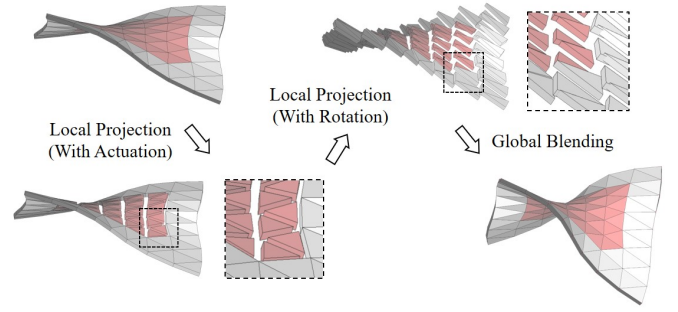 Local Projection
(With Actuation)
Local Projection
(With Rotation)
Global Blending